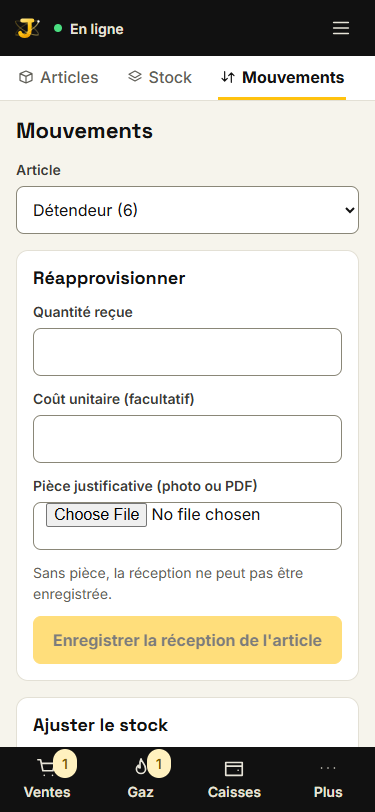 J
En ligne
Articles
Stock
Mouvements
Mouvements
Article
Détendeur (6)
Réapprovisionner
Quantité reçue
Coût unitaire (facultatif)
Pièce justificative (photo ou PDF)
Choose File No file chosen
Sans pièce, la réception ne peut pas être
enregistrée.
Enregistrer la réception de l'article
Ajuster le stock
1
1
Ventes
Gaz
Caisses
Plus